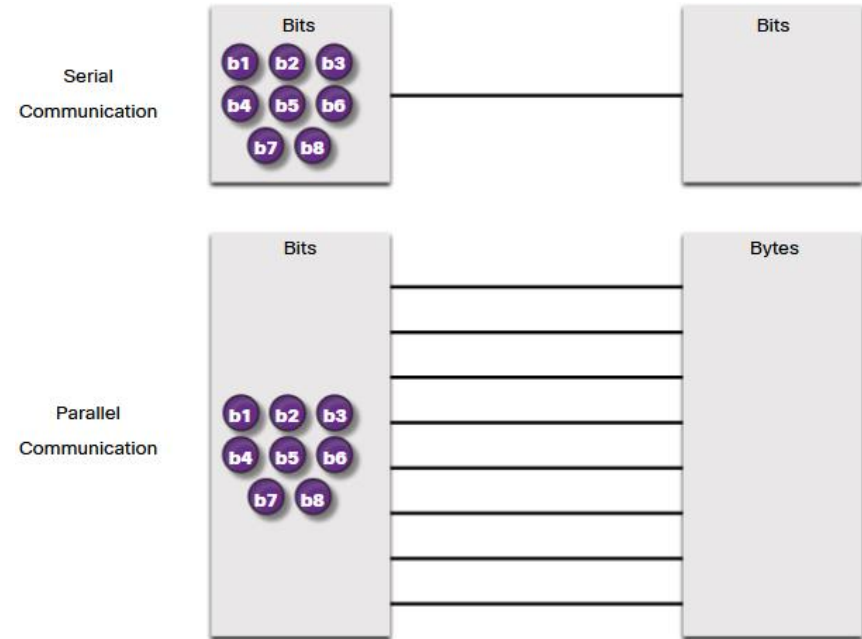 Serial
Communication
Bits
b1 b2 b3
b4 b5 b6
b7 b8
Bits
Parallel
Communication
Bits
b1 b2 b3
b4 b5 b6
b7 b8
Bytes